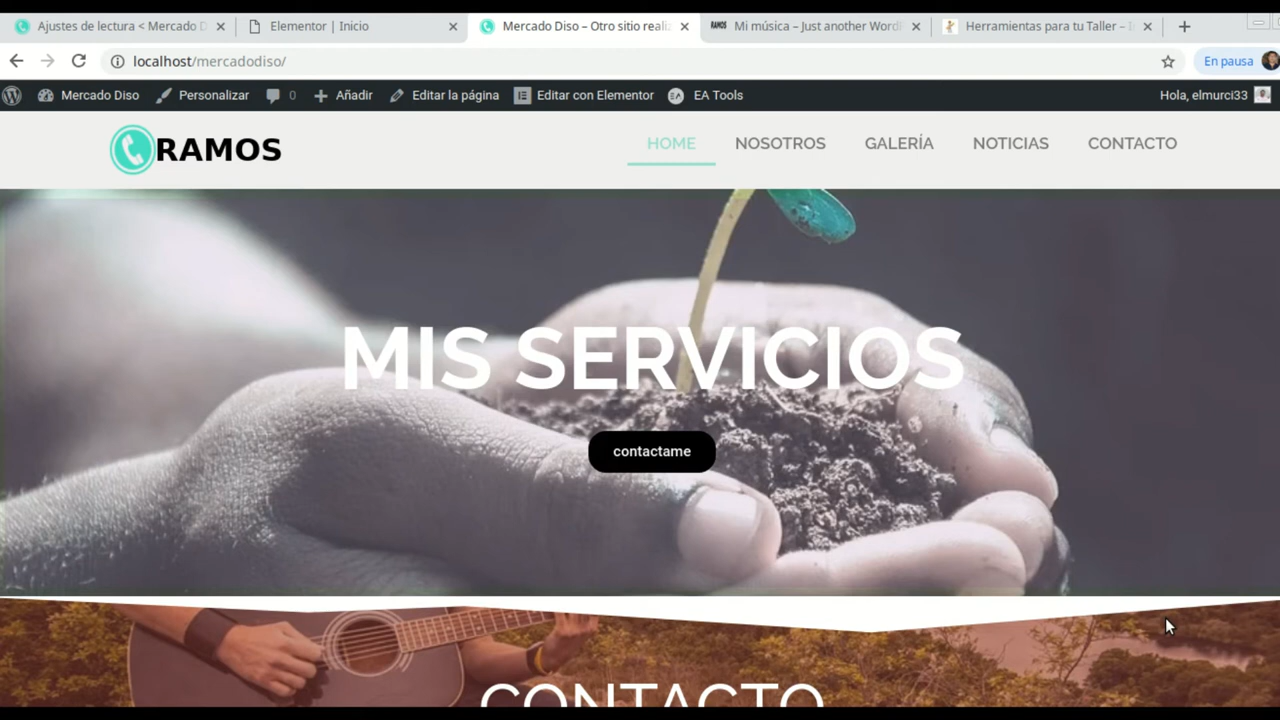 Ajustes de lectura < Mercado D
Elementor | Inicio
Mercado Diso – Otro sitio reali
Mi música – Just another Word
Herramientas para tu Taller –
localhost/mercadodiso/
En pausa
Mercado Diso
Personalizar
0
Añadir
Editar la página
Editar con Elementor
EA Tools
Hola, elmurci33
RAMOS
HOME
NOSOTROS
GALERÍA
NOTICIAS
CONTACTO
MIS SERVICIOS
contactame
CONTACTO